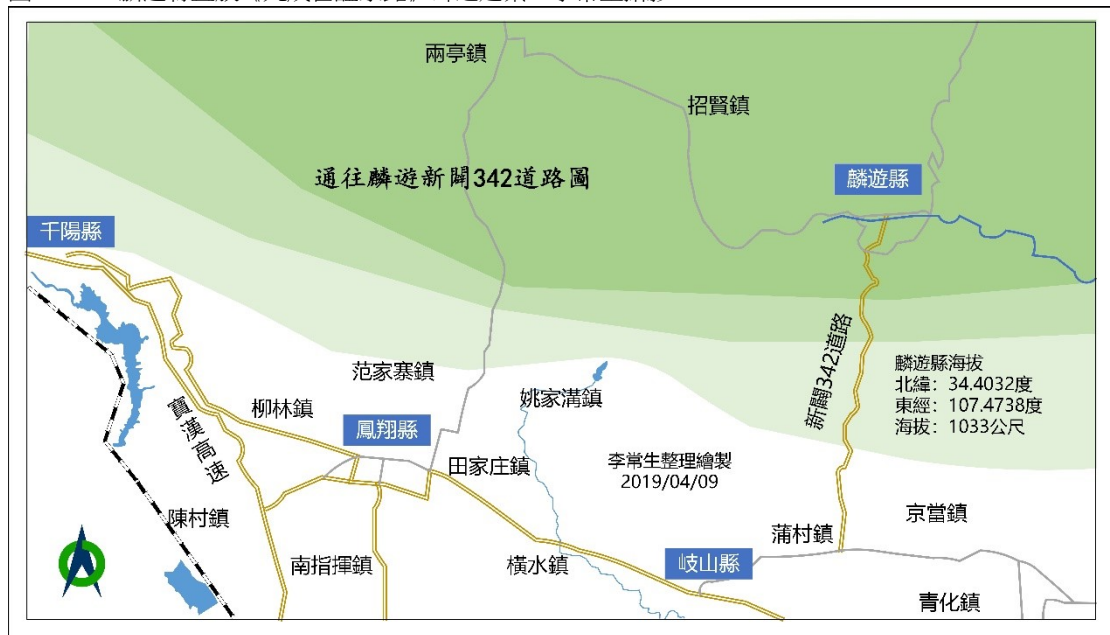 兩亭鎮
招賢鎮
通往麟遊新闢342道路圖
麟遊縣
千陽縣
新闢342道路
麟遊縣海拔
北緯：34.4032度
東經：107.4738度
海拔：1033公尺
范家寨鎮
姚家溝鎮
寶漢高速
柳林鎮
鳳翔縣
田家庄鎮
李常生整理繪製
2019/04/09
陳村鎮
南指揮鎮
橫水鎮
岐山縣
蒲村鎮
京當鎮
青化鎮